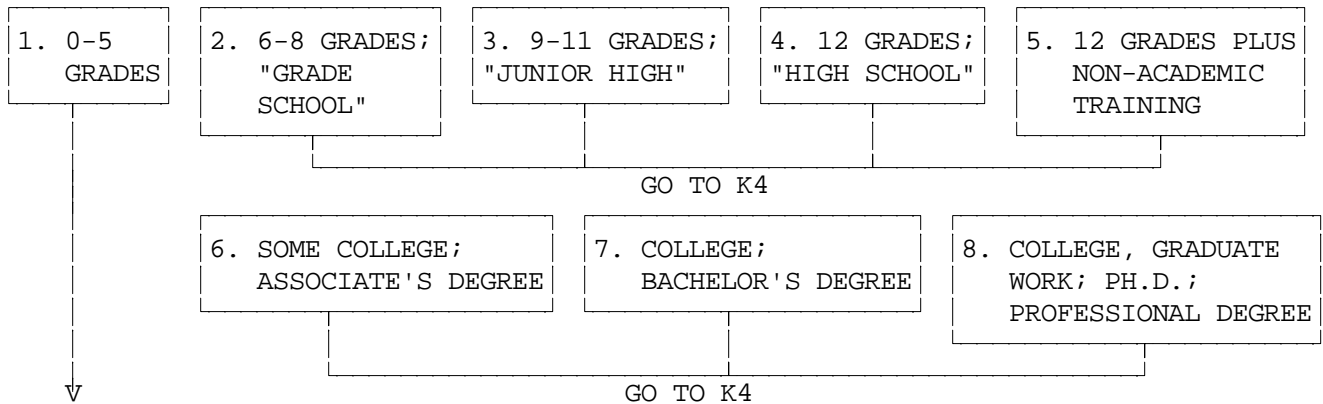 1. 0-5 GRADES
2. 6-8 GRADES; "GRADE SCHOOL"
3. 9-11 GRADES; "JUNIOR HIGH"
4. 12 GRADES; "HIGH SCHOOL"
5. 12 GRADES PLUS NON-ACADEMIC TRAINING
GO TO K4
6. SOME COLLEGE; ASSOCIATE'S DEGREE
7. COLLEGE; BACHELOR'S DEGREE
8. COLLEGE, GRADUATE WORK; PH.D.; PROFESSIONAL DEGREE
V
GO TO K4